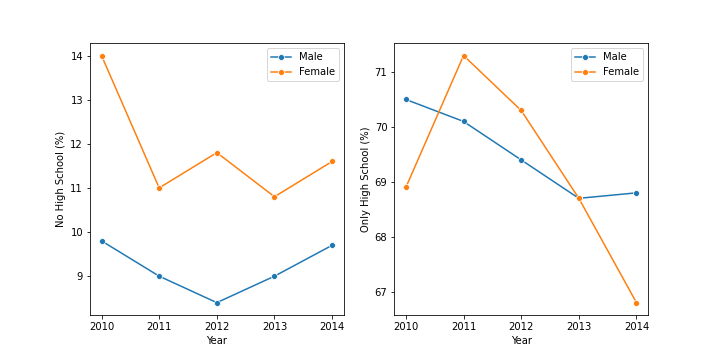 Male
Female
14
13
12
11
10
9
No High School (%)
2010 2011 2012 2013 2014
Year
Male
Female
71
70
69
68
67
Only High School (%)
2010 2011 2012 2013 2014
Year